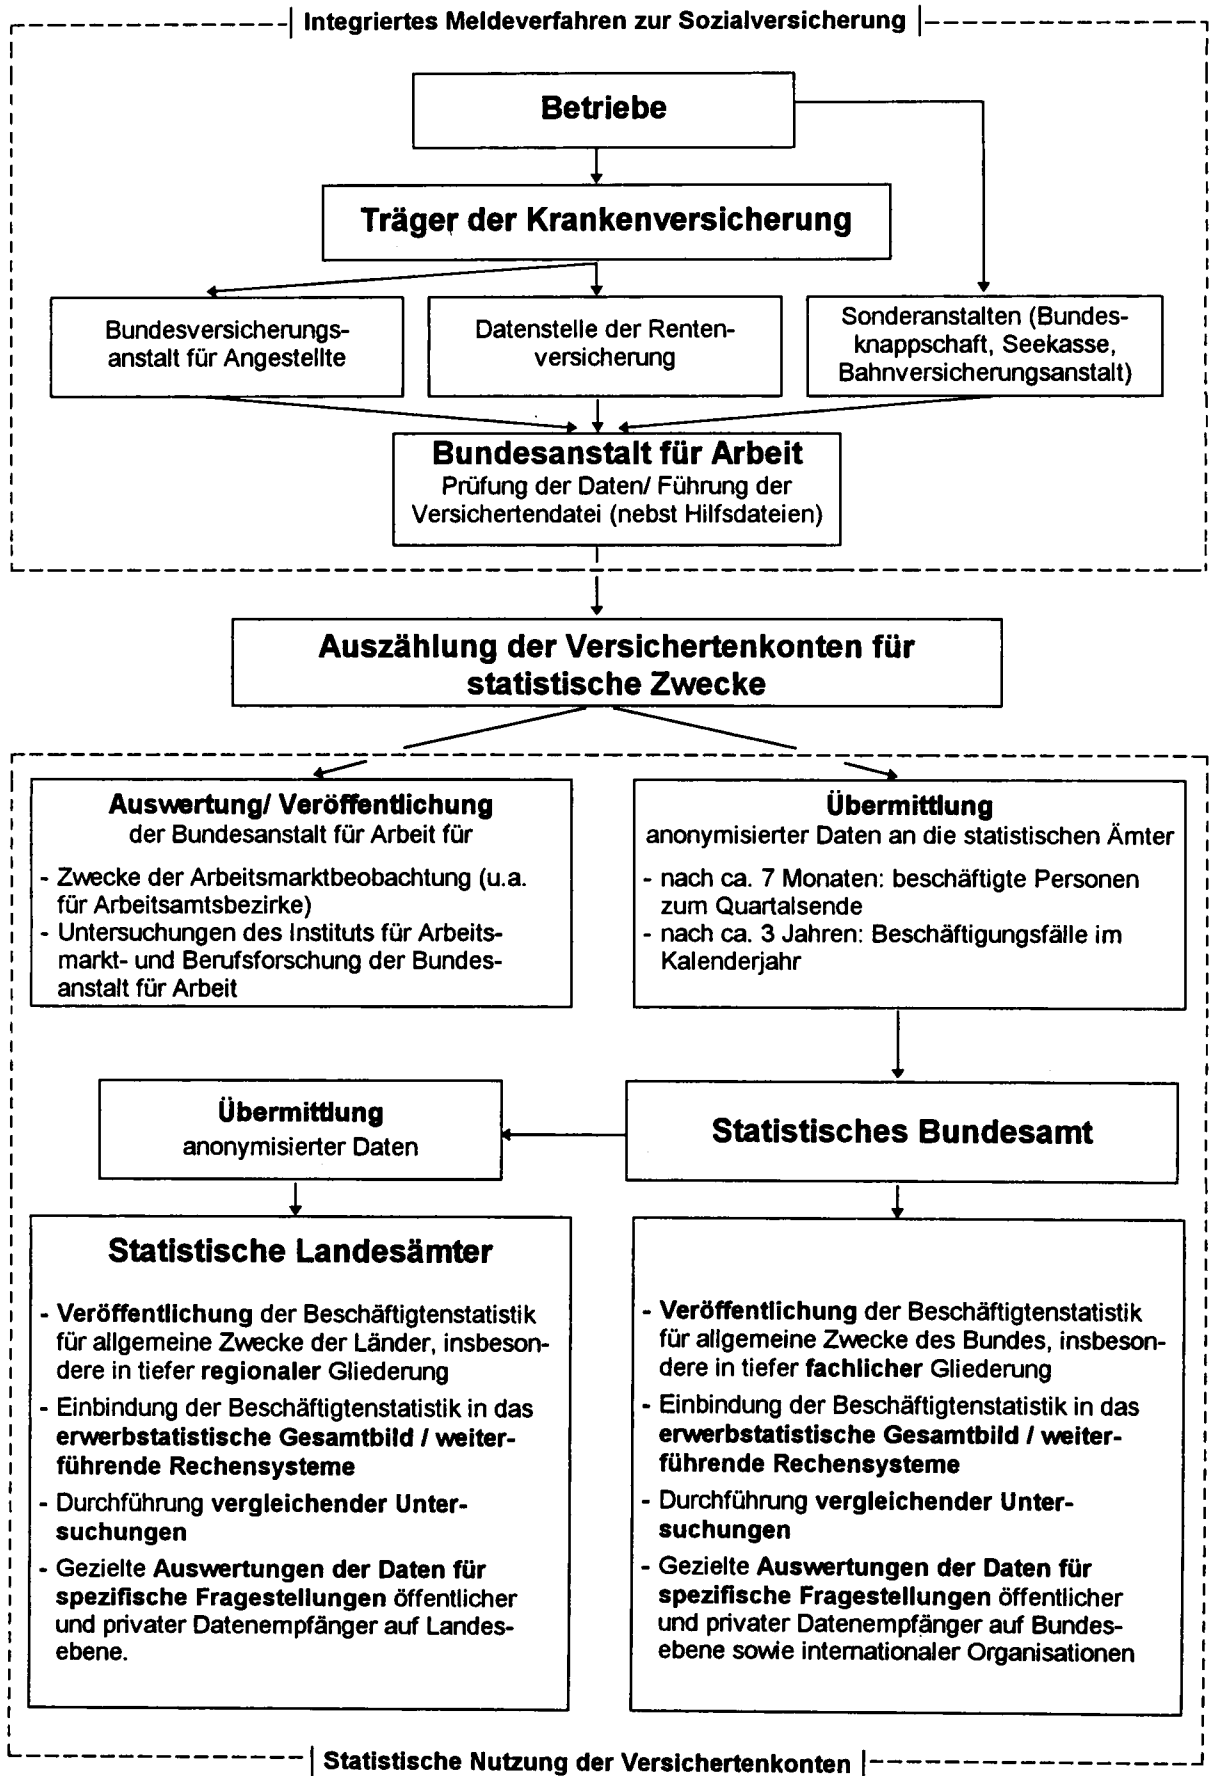 Integriertes Meldeverfahren zur Sozialversicherung
Betriebe
Träger der Krankenversicherung
Bundesversicherungs-
anstalt für Angestellte
Datenstelle der Renten-
versicherung
Sonderanstalten (Bundes-
knappschaft, Seekasse,
Bahnversicherungsanstalt)
Bundesanstalt für Arbeit
Prüfung der Daten/ Führung der
Versichertendatei (nebst Hilfsdateien)
Auszählung der Versichertenkonten für
statistische Zwecke
Auswertung/ Veröffentlichung
der Bundesanstalt für Arbeit für
- Zwecke der Arbeitsmarktbeobachtung (u.a.
für Arbeitsamtsbezirke)
- Untersuchungen des Instituts für Arbeits-
markt- und Berufsforschung der Bundes-
anstalt für Arbeit
Übermittlung
anonymisierter Daten an die statistischen Ämter
- nach ca. 7 Monaten: beschäftigte Personen
zum Quartalsende
- nach ca. 3 Jahren: Beschäftigungsfälle im
Kalenderjahr
Übermittlung
anonymisierter Daten
Statistisches Bundesamt
Statistische Landesämter
- Veröffentlichung der Beschäftigtenstatistik
für allgemeine Zwecke der Länder, insbeson-
dere in tiefer regionaler Gliederung
- Einbindung der Beschäftigtenstatistik in das
erwerbstatistische Gesamtbild / weiter-
führende Rechensysteme
- Durchführung vergleichender Unter-
suchungen
- Gezielte Auswertungen der Daten für
spezifische Fragestellungen öffentlicher
und privater Datenempfänger auf Landes-
ebene.
- Veröffentlichung der Beschäftigtenstatistik
für allgemeine Zwecke des Bundes, insbeson-
dere in tiefer fachlicher Gliederung
- Einbindung der Beschäftigtenstatistik in das
erwerbstatistische Gesamtbild / weiter-
führende Rechensysteme
- Durchführung vergleichender Unter-
suchungen
- Gezielte Auswertungen der Daten für
spezifische Fragestellungen öffentlicher
und privater Datenempfänger auf Bundes-
ebene sowie internationaler Organisationen
Statistische Nutzung der Versichertenkonten